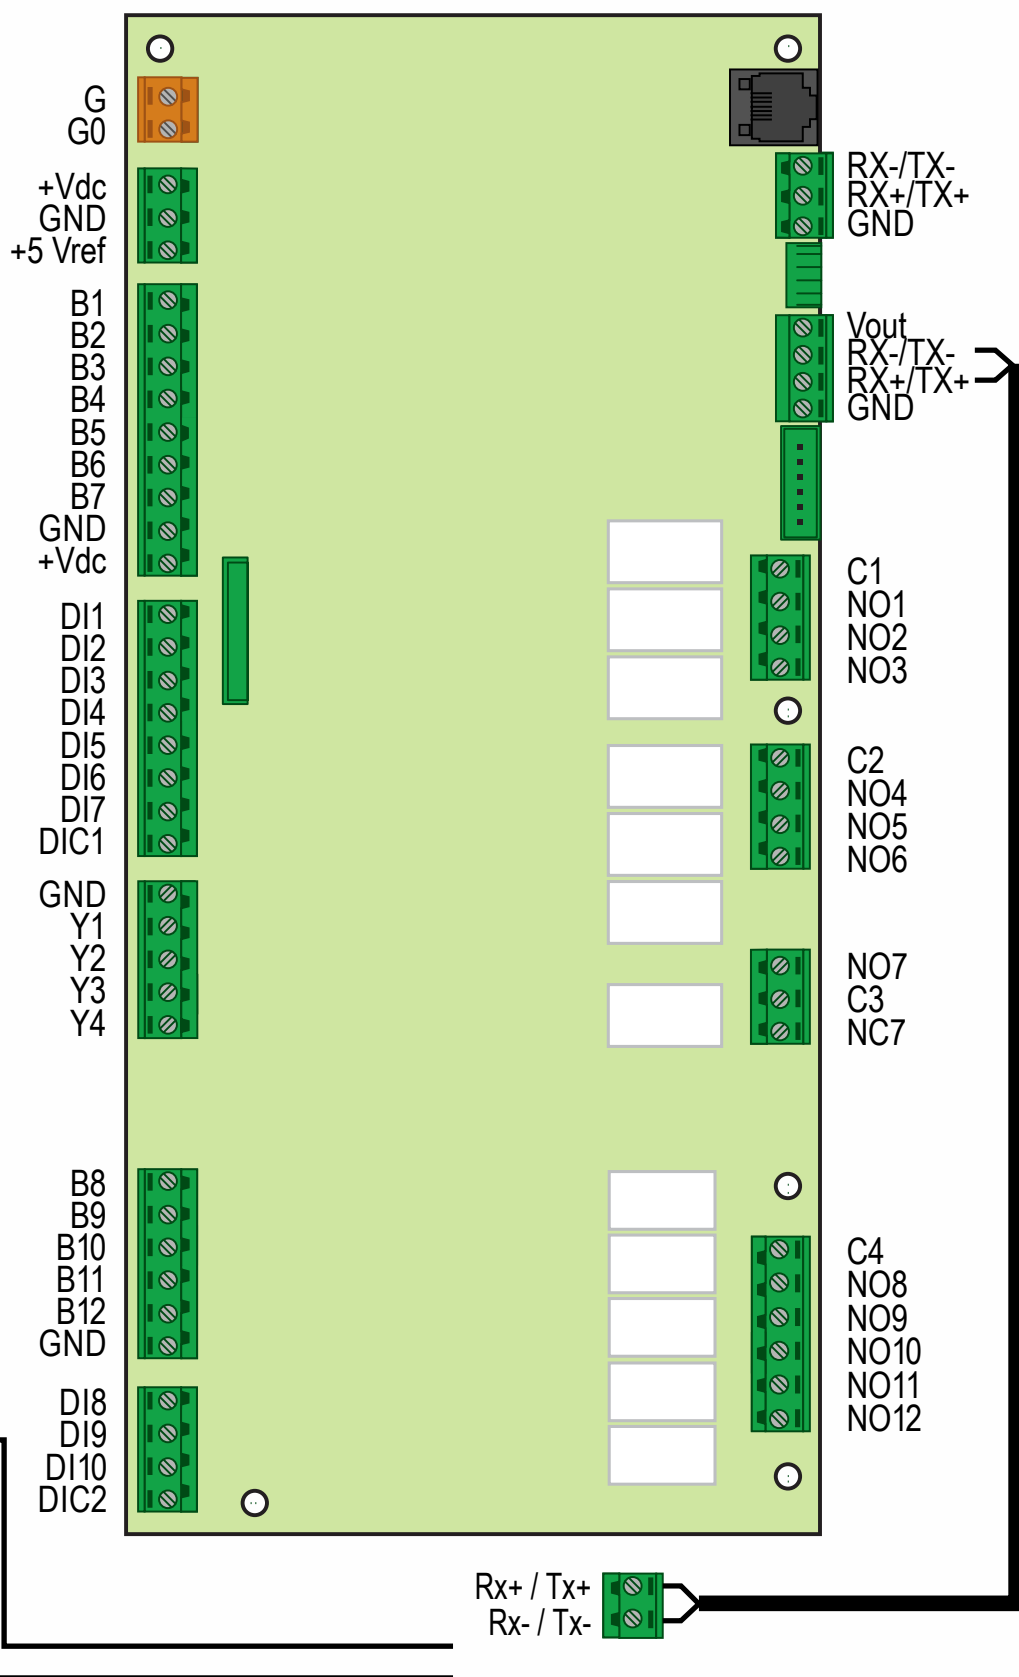 G
G0
+Vdc
GND
+5 Vref
B1
B2
B3
B4
B5
B6
B7
GND
+Vdc
DI1
DI2
DI3
DI4
DI5
DI6
DI7
DIC1
GND
Y1
Y2
Y3
Y4
B8
B9
B10
B11
B12
GND
DI8
DI9
DI10
DIC2
RX-/TX-
RX+/TX+
GND
Vout
RX-/TX-
RX+/TX+
GND
C1
NO1
NO2
NO3
C2
NO4
NO5
NO6
NO7
C3
NC7
C4
NO8
NO9
NO10
NO11
NO12
Rx+ / Tx+
Rx- / Tx-